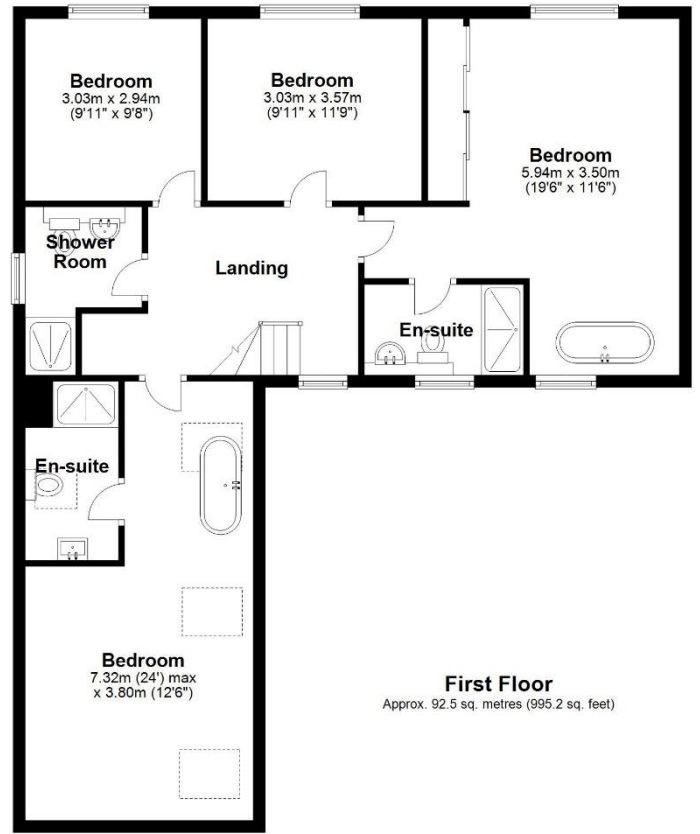 Bedroom
3.03m x 2.94m
(9'11" x 9'8")
Bedroom
3.03m x 3.57m
(9'11" x 11'9")
Bedroom
5.94m x 3.50m
(19'6" x 11'6")
Shower
Room
Landing
En-suite
En-suite
Bedroom
7.32m (24') max
x 3.80m (12'6")
First Floor
Approx. 92.5 sq. metres (995.2 sq. feet)